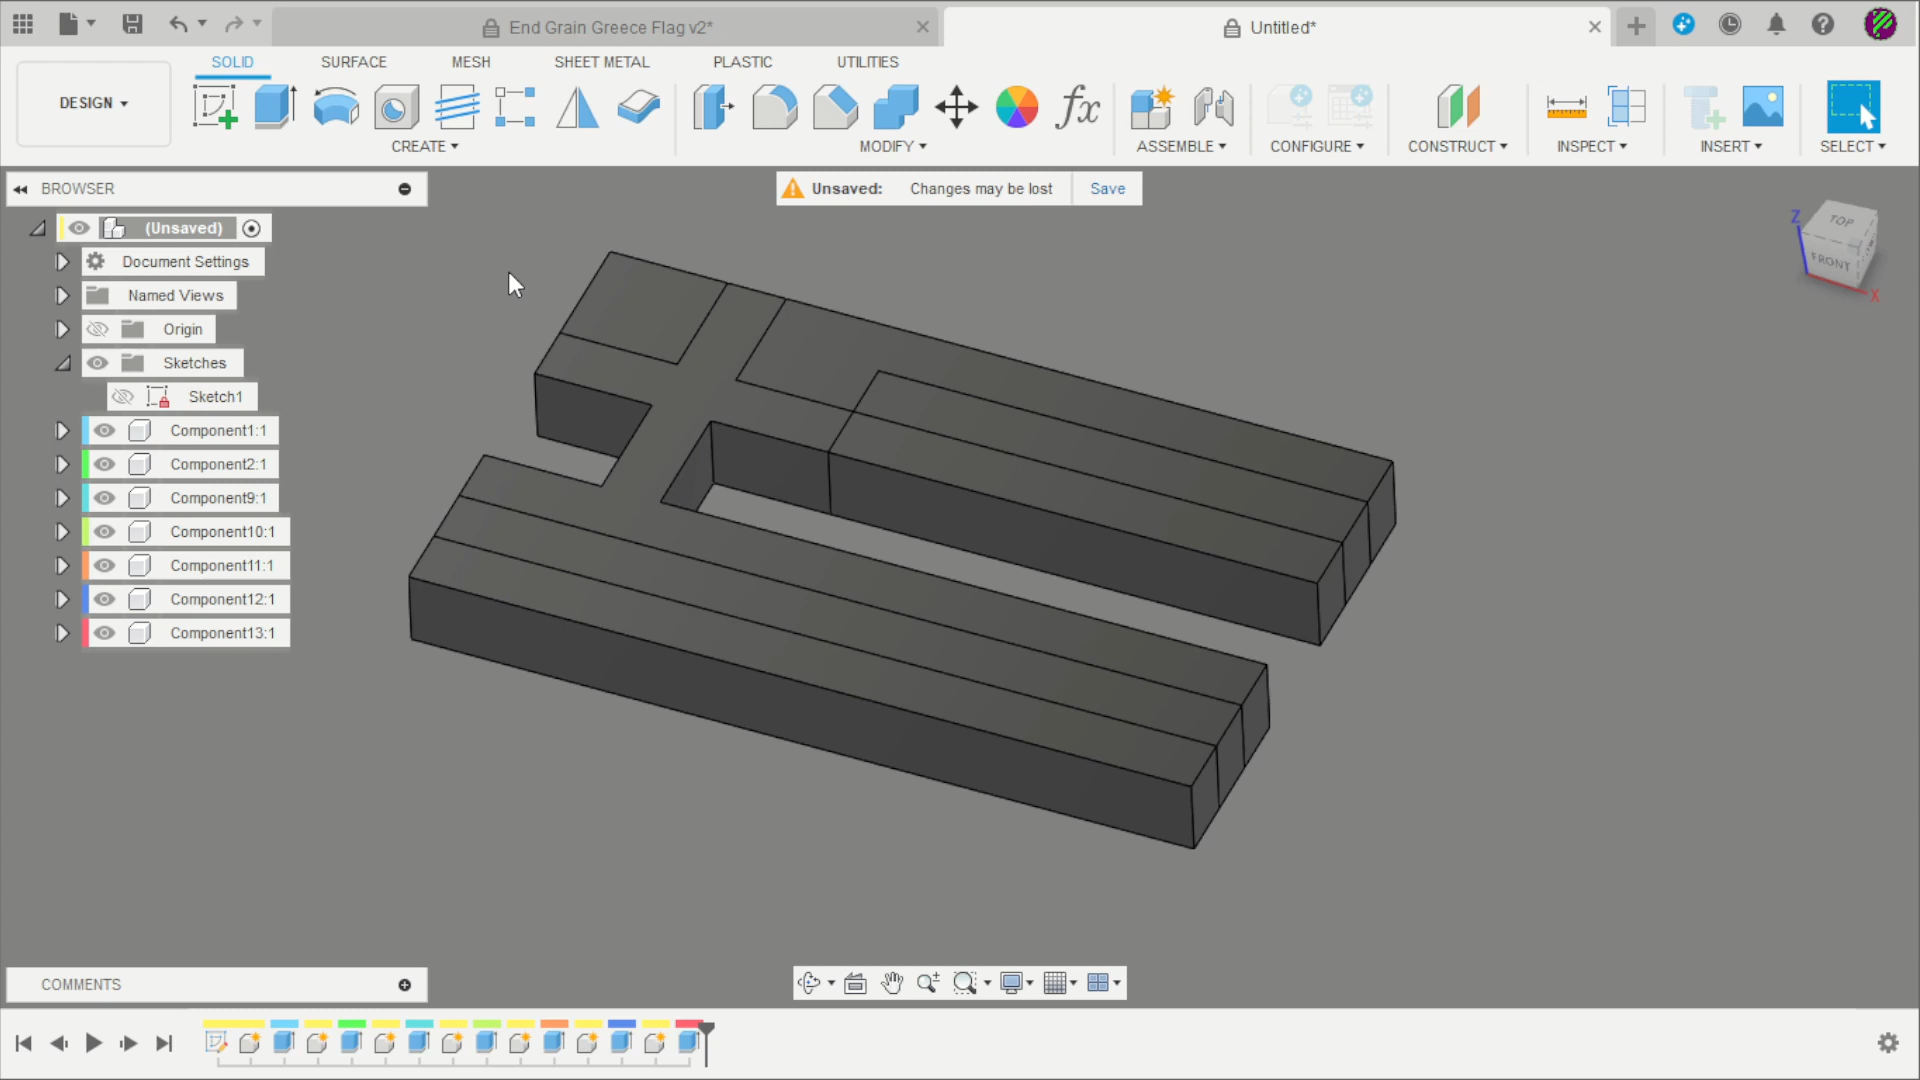 End Grain Greece Flag v2*
Untitled*
DESIGN
SOLID
SURFACE
MESH
SHEET METAL
PLASTIC
UTILITIES
CREATE
MODIFY
ASSEMBLE
CONFIGURE
CONSTRUCT
INSPECT
INSERT
SELECT
BROWSER
Unsaved: Changes may be lost Save
(Unsaved)
Document Settings
Named Views
Origin
Sketches
Sketch1
Component1:1
Component2:1
Component9:1
Component10:1
Component11:1
Component12:1
Component13:1
Z
TOP
FRONT
X
COMMENTS